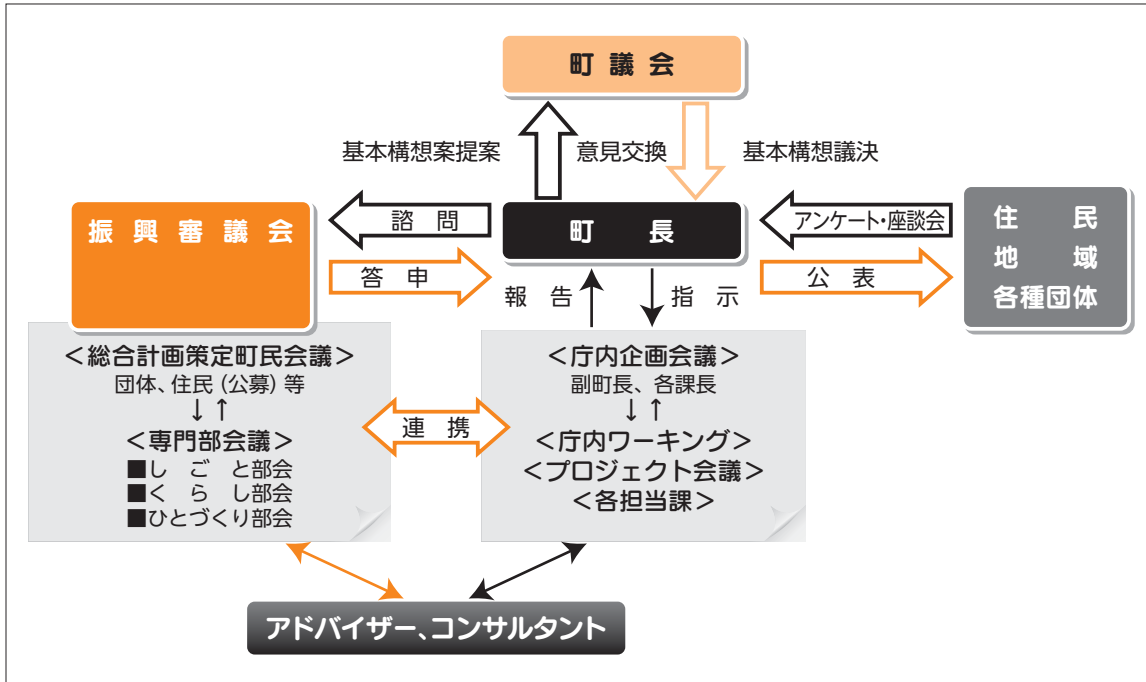 町議会
基本構想案提案
意見交換
基本構想議決
振興審議会
諮問
答申
町長
アンケート・座談会
公表
住民
地域
各種団体
報告
指示
＜総合計画策定町民会議＞
団体、住民（公募）等
↓↑
＜専門部会議＞
■しごと部会
■くらし部会
■ひとづくり部会
連携
＜庁内企画会議＞
副町長、各課長
↓↑
＜庁内ワーキング＞
＜プロジェクト会議＞
＜各担当課＞
アドバイザー、コンサルタント